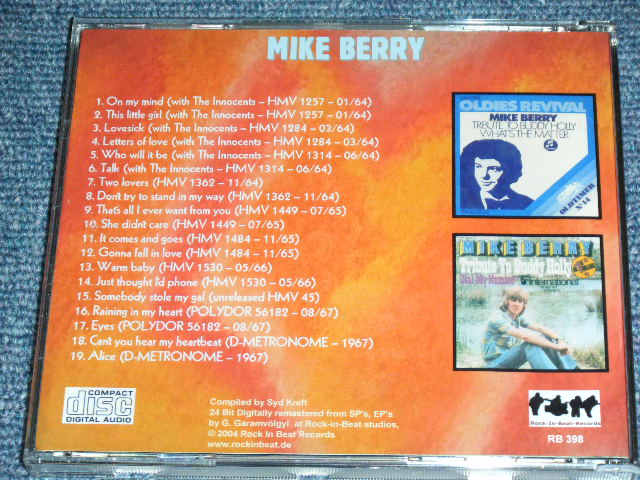 MIKE BERRY
1. On my mind (with The Innocents – HMV 1257 – 01/64)
2. This little girl (with The Innocents – HMV 1257 – 01/64)
3. Lovesick (with The Innocents – HMV 1284 – 03/64)
4. Letters of love (with The Innocents – HMV 1284 – 03/64)
5. Who will it be (with The Innocents – HMV 1314 – 06/64)
6. Talk (with The Innocents – HMV 1314 – 06/64)
7. Two lovers (HMV 1362 – 11/64)
8. Don't try to stand in my way (HMV 1362 – 11/64)
9. That's all I ever want from you (HMV 1449 – 07/65)
10. She didn't care (HMV 1449 – 07/65)
11. It comes and goes (HMV 1484 – 11/65)
12. Gonna fall in love (HMV 1484 – 11/65)
13. Warm baby (HMV 1530 – 05/66)
14. Just thought I'd phone (HMV 1530 – 05/66)
15. Somebody stole my gal (unreleased HMV 45)
16. Raining in my heart (POLYDOR 56182 – 08/67)
17. Eyes (POLYDOR 56182 – 08/67)
18. Can't you hear my heartbeat (D-METRONOME – 1967)
19. Alice (D-METRONOME – 1967)
OLDIES REVIVAL
MIKE BERRY
TRIBUTE TO BUDDY HOLLY
WHAT'S THE MATTER
OLDTIMER
N° 14
MIKE BERRY
Tribute To Buddy Holly
Dial My Number
international
COMPACT
disc
DIGITAL AUDIO
Compiled by Syd Kreft
24 Bit Digitally remastered from SP's, EP's
by G. Garamvölgyi at Rock-in-Beat studios,
© 2004 Rock In Beat Records
www.rockinbeat.de
Rock-In-Beat-Records
RB 398